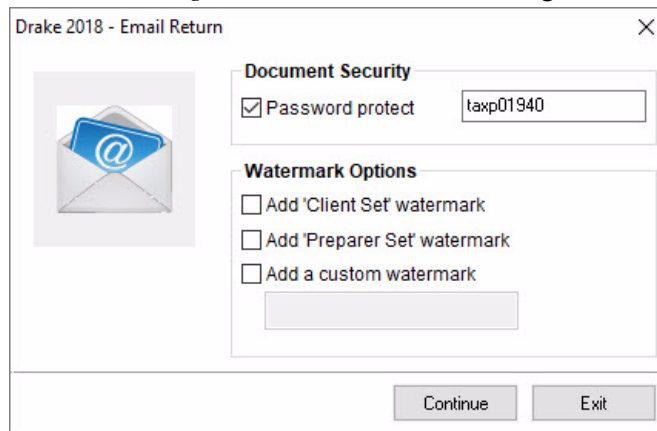 Drake 2018 - Email Return
Document Security
Password protect
taxp01940
@
Watermark Options
Add 'Client Set' watermark
Add 'Preparer Set' watermark
Add a custom watermark
Continue
Exit